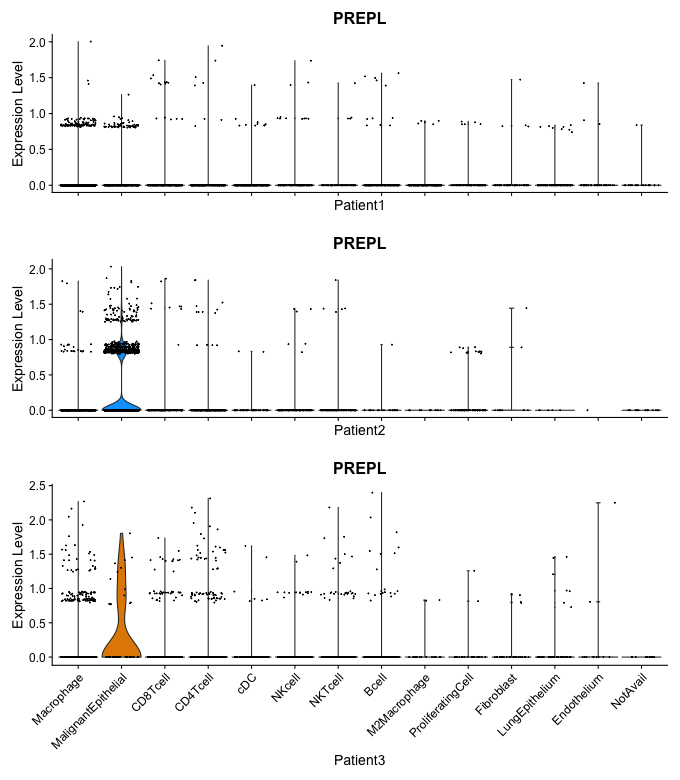 PREPL
Expression Level
2.0
1.5
1.0
0.5
0.0
Patient1
PREPL
Expression Level
2.0
1.5
1.0
0.5
0.0
Patient2
PREPL
Expression Level
2.5
2.0
1.5
1.0
0.5
0.0
Macrophage
MalignantEpithelial
CD8Tcell
CD4Tcell
cDC
NKcell
NKTcell
Bcell
M2Macrophage
ProliferatingCell
Fibroblast
LungEpithelium
Endothelium
NotAvail
Patient3